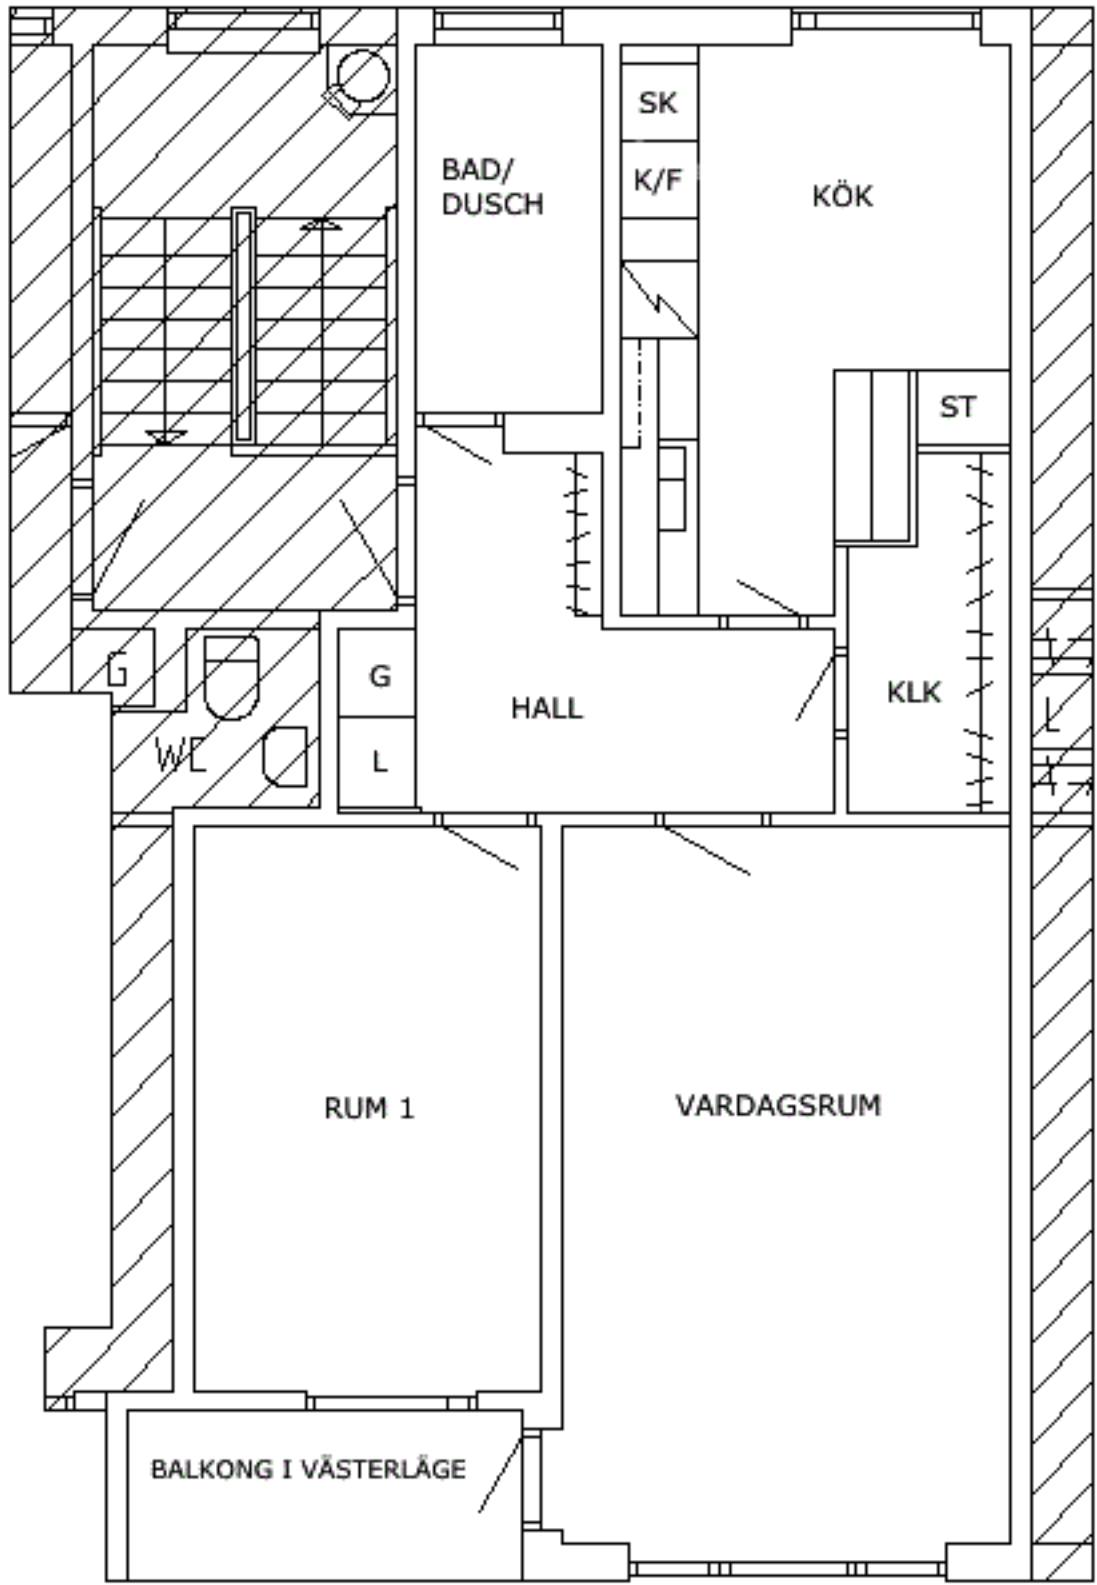 SK
BAD/
DUSCH
K/F
KÖK
ST
G
G
L
HALL
KLK
L
WC
RUM 1
VARDAGSRUM
BALKONG I VÄSTERLÄGE